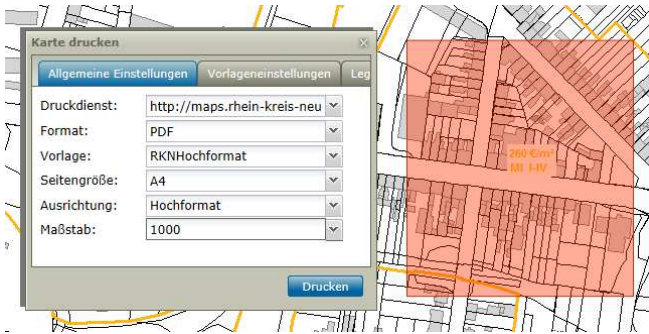 Karte drucken
Allgemeine Einstellungen Vorlageneinstellungen Leg
Druckdienst: http://maps.rhein-kreis-neu
Format: PDF
Vorlage: RKNHochformat
Seitengröße: A4
Ausrichtung: Hochformat
Maßstab: 1000
Drucken
260 €/m²
MI I-IV